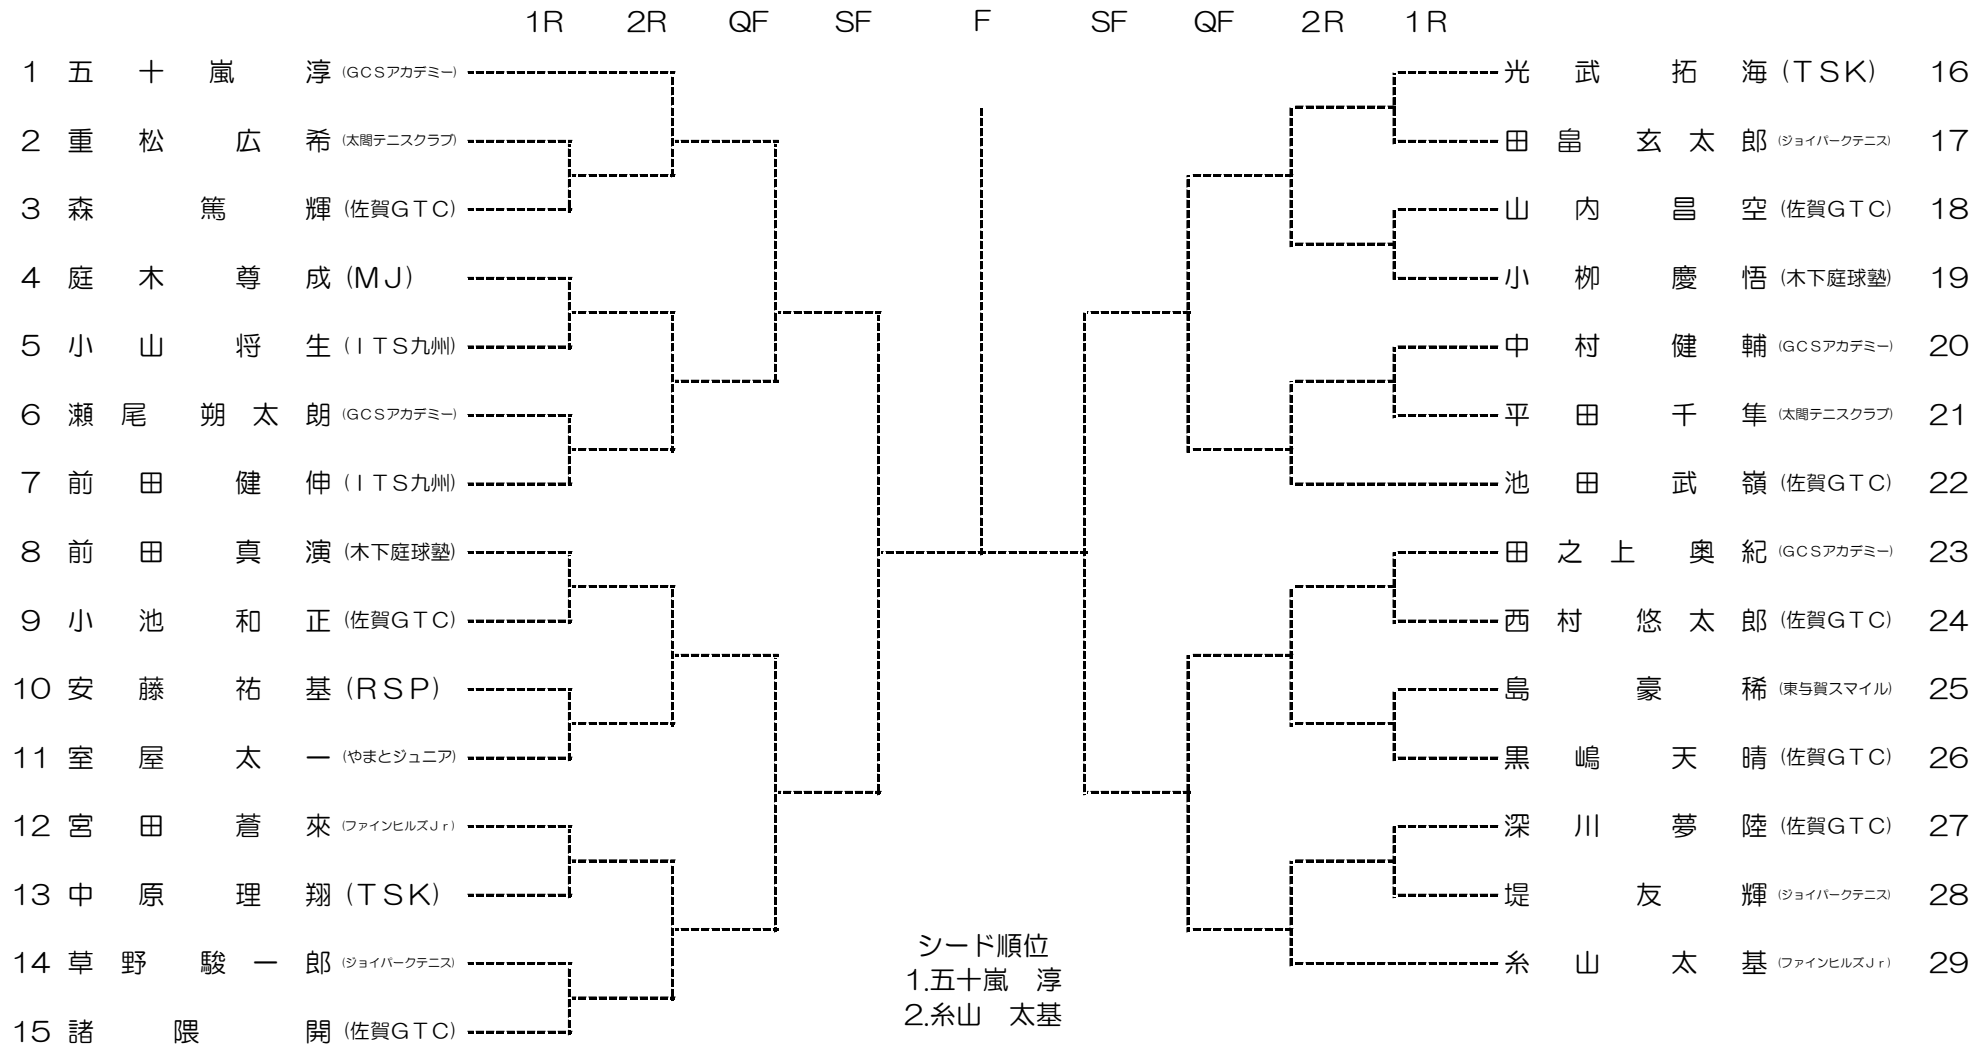 1R 2R QF SF F SF QF 2R 1R
1 五十嵐 淳 (GCSアカデミー) 光武 拓海 (TSK) 16
2 重松 広希 (太閤テニスクラブ) 田畠 玄太郎 (ジョイパークテニス) 17
3 森 篤輝 (佐賀GTC) 山内 昌空 (佐賀GTC) 18
4 庭木 尊成 (MJ) 小栁 慶悟 (木下庭球塾) 19
5 小山 将生 (ITS九州) 中村 健輔 (GCSアカデミー) 20
6 瀬尾 朔太朗 (GCSアカデミー) 平田 千隼 (太閤テニスクラブ) 21
7 前田 健伸 (ITS九州) 池田 武嶺 (佐賀GTC) 22
8 前田 真演 (木下庭球塾) 田之上 奥紀 (GCSアカデミー) 23
9 小池 和正 (佐賀GTC) 西村 悠太郎 (佐賀GTC) 24
10 安藤 祐基 (RSP) 島 豪稀 (東与賀スマイル) 25
11 室屋 太一 (やまとジュニア) 黒嶋 天晴 (佐賀GTC) 26
12 宮田 蒼來 (ファインヒルズJr) 深川 夢陸 (佐賀GTC) 27
13 中原 理翔 (TSK) 堤 友輝 (ジョイパークテニス) 28
14 草野 駿一郎 (ジョイパークテニス) 糸山 太基 (ファインヒルズJr) 29
15 諸隈 開 (佐賀GTC)
シード順位
1.五十嵐 淳
2.糸山 太基